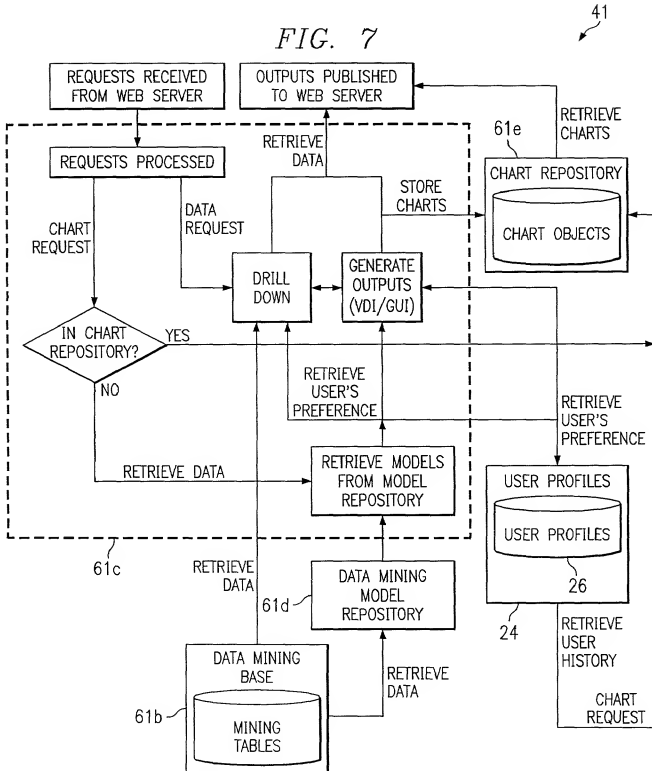 FIG. 7
41
REQUESTS RECEIVED
FROM WEB SERVER
OUTPUTS PUBLISHED
TO WEB SERVER
RETRIEVE
CHARTS
61e
RETRIEVE
DATA
REQUESTS PROCESSED
CHART REPOSITORY
CHART OBJECTS
STORE
CHARTS
CHART
REQUEST
DATA
REQUEST
DRILL
DOWN
GENERATE
OUTPUTS
(VDI/GUI)
IN CHART
REPOSITORY?
YES
NO
RETRIEVE
USER'S
PREFERENCE
RETRIEVE
USER'S
PREFERENCE
RETRIEVE DATA
RETRIEVE MODELS
FROM MODEL
REPOSITORY
USER PROFILES
USER PROFILES
26
24
61c
RETRIEVE
DATA
61d
DATA MINING
MODEL
REPOSITORY
RETRIEVE
USER
HISTORY
DATA MINING
BASE
61b
MINING
TABLES
RETRIEVE
DATA
CHART
REQUEST